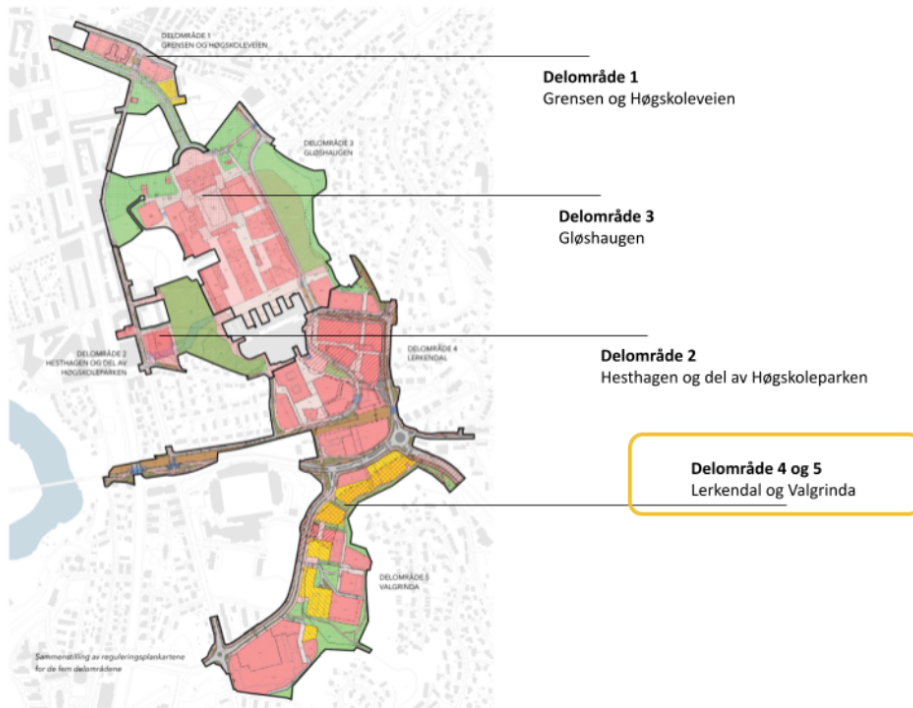 DELOMRÅDE 1
GRENSEN OG HØGSKOLEVEIEN
Delområde 1
Grensen og Høgskoleveien
DELOMRÅDE 3
GLØSHAUGEN
Delområde 3
Gløshaugen
DELOMRÅDE 2
HESTHAGEN OG DEL AV
HØGSKOLEPARKEN
DELOMRÅDE 4
LERKENDAL
Delområde 2
Hesthagen og del av Høgskoleparken
Delområde 4 og 5
Lerkendal og Valgrinda
DELOMRÅDE 5
VALGRINDA
Sammenstilling av reguleringsplankartene
for de fem delområdene